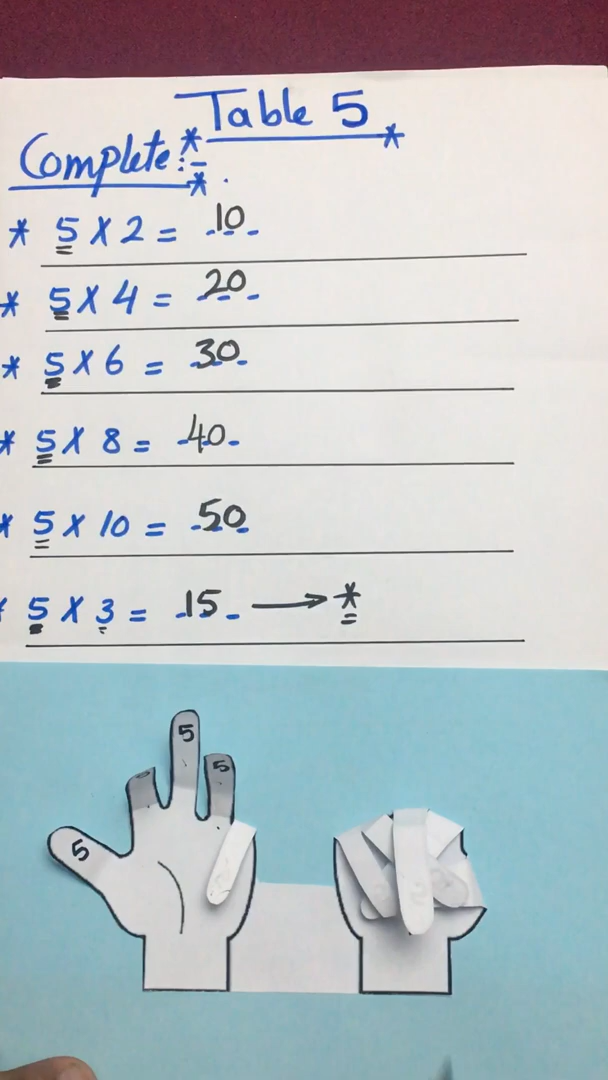 Table 5
Complete:-
* 5 X 2 = 10
* 5 X 4 = 20
* 5 X 6 = 30
* 5 X 8 = 40
* 5 X 10 = 50
* 5 X 3 = 15 → *
5
5
5